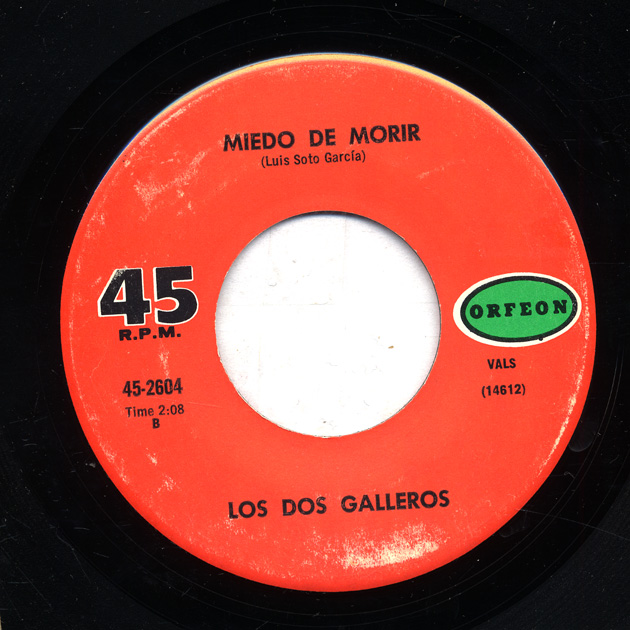 MIEDO DE MORIR
(Luis Soto García)
45
R.P.M.
ORFEON
45-2604
Time 2:08
B
VALS
(14612)
LOS DOS GALLEROS